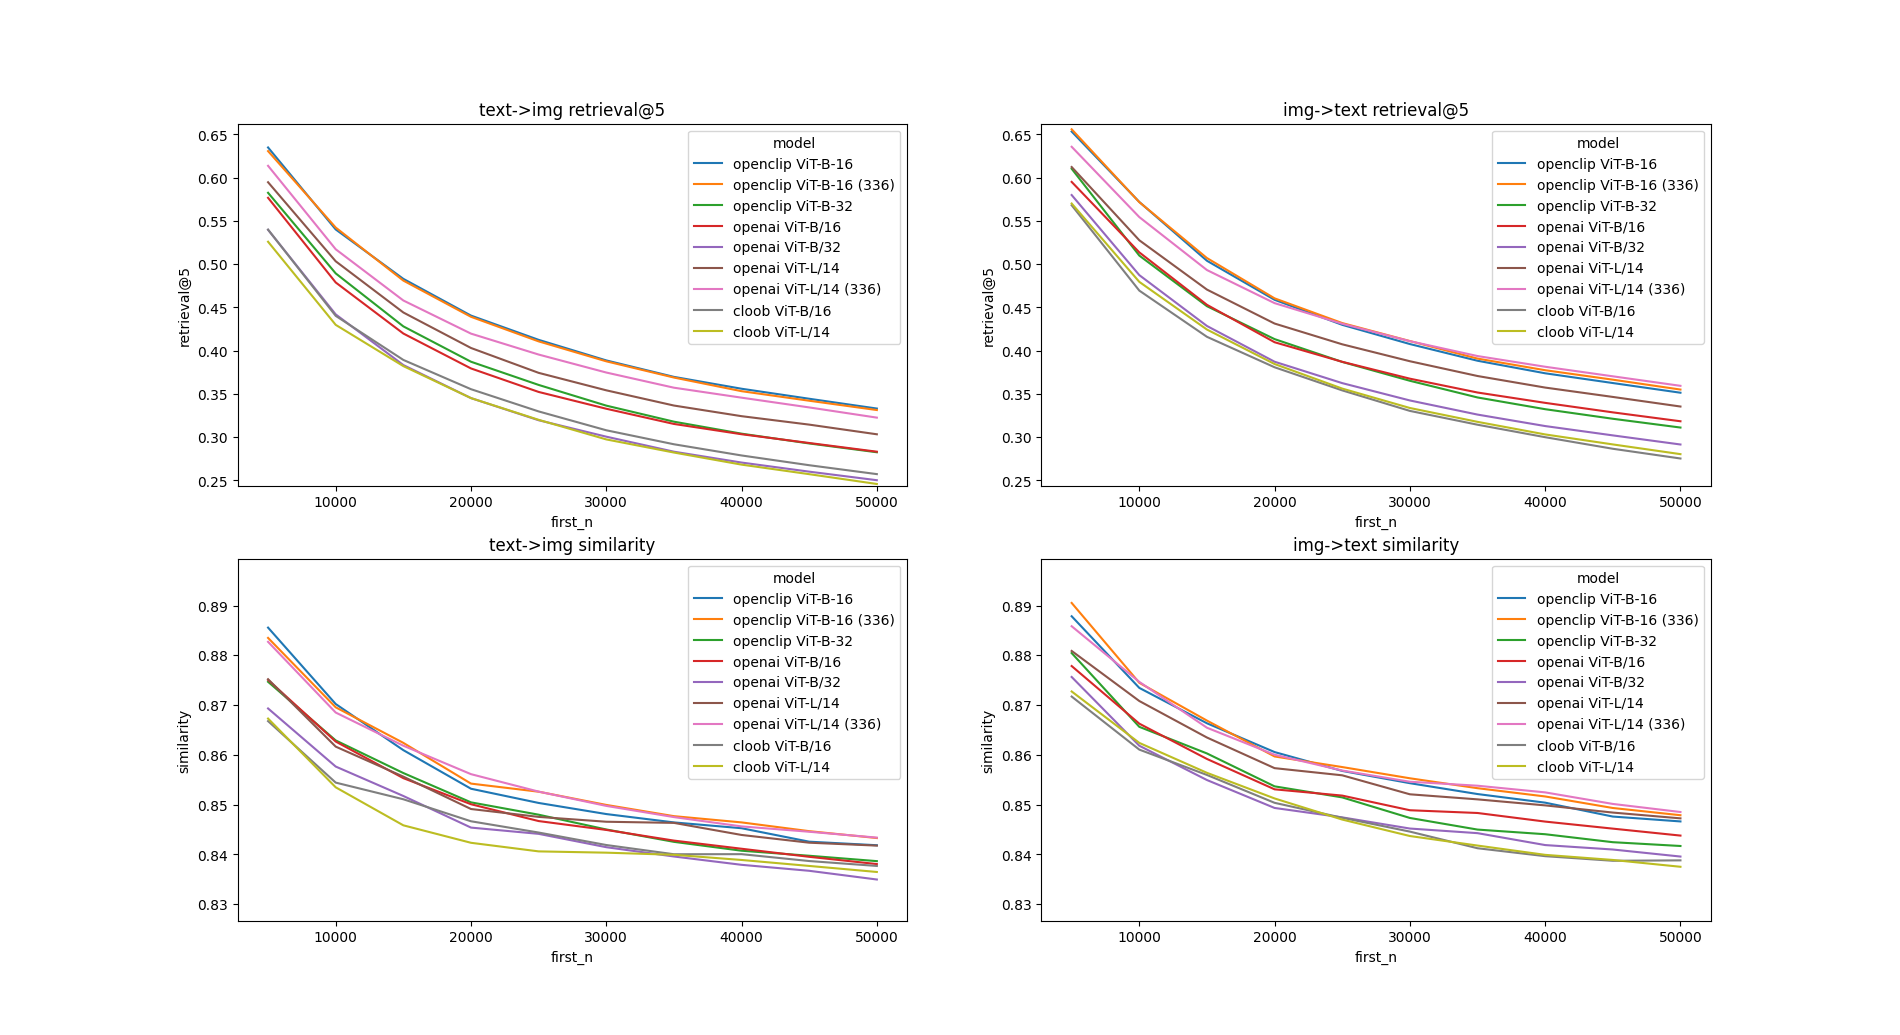 text->img retrieval@5
retrieval@5
0.65
0.60
0.55
0.50
0.45
0.40
0.35
0.30
0.25
model
openclip ViT-B-16
openclip ViT-B-16 (336)
openclip ViT-B-32
openai ViT-B/16
openai ViT-B/32
openai ViT-L/14
openai ViT-L/14 (336)
cloob ViT-B/16
cloob ViT-L/14
10000 20000 30000 40000 50000
first_n
img->text retrieval@5
retrieval@5
0.65
0.60
0.55
0.50
0.45
0.40
0.35
0.30
0.25
model
openclip ViT-B-16
openclip ViT-B-16 (336)
openclip ViT-B-32
openai ViT-B/16
openai ViT-B/32
openai ViT-L/14
openai ViT-L/14 (336)
cloob ViT-B/16
cloob ViT-L/14
10000 20000 30000 40000 50000
first_n
text->img similarity
similarity
0.89
0.88
0.87
0.86
0.85
0.84
0.83
model
openclip ViT-B-16
openclip ViT-B-16 (336)
openclip ViT-B-32
openai ViT-B/16
openai ViT-B/32
openai ViT-L/14
openai ViT-L/14 (336)
cloob ViT-B/16
cloob ViT-L/14
10000 20000 30000 40000 50000
first_n
img->text similarity
similarity
0.89
0.88
0.87
0.86
0.85
0.84
0.83
model
openclip ViT-B-16
openclip ViT-B-16 (336)
openclip ViT-B-32
openai ViT-B/16
openai ViT-B/32
openai ViT-L/14
openai ViT-L/14 (336)
cloob ViT-B/16
cloob ViT-L/14
10000 20000 30000 40000 50000
first_n